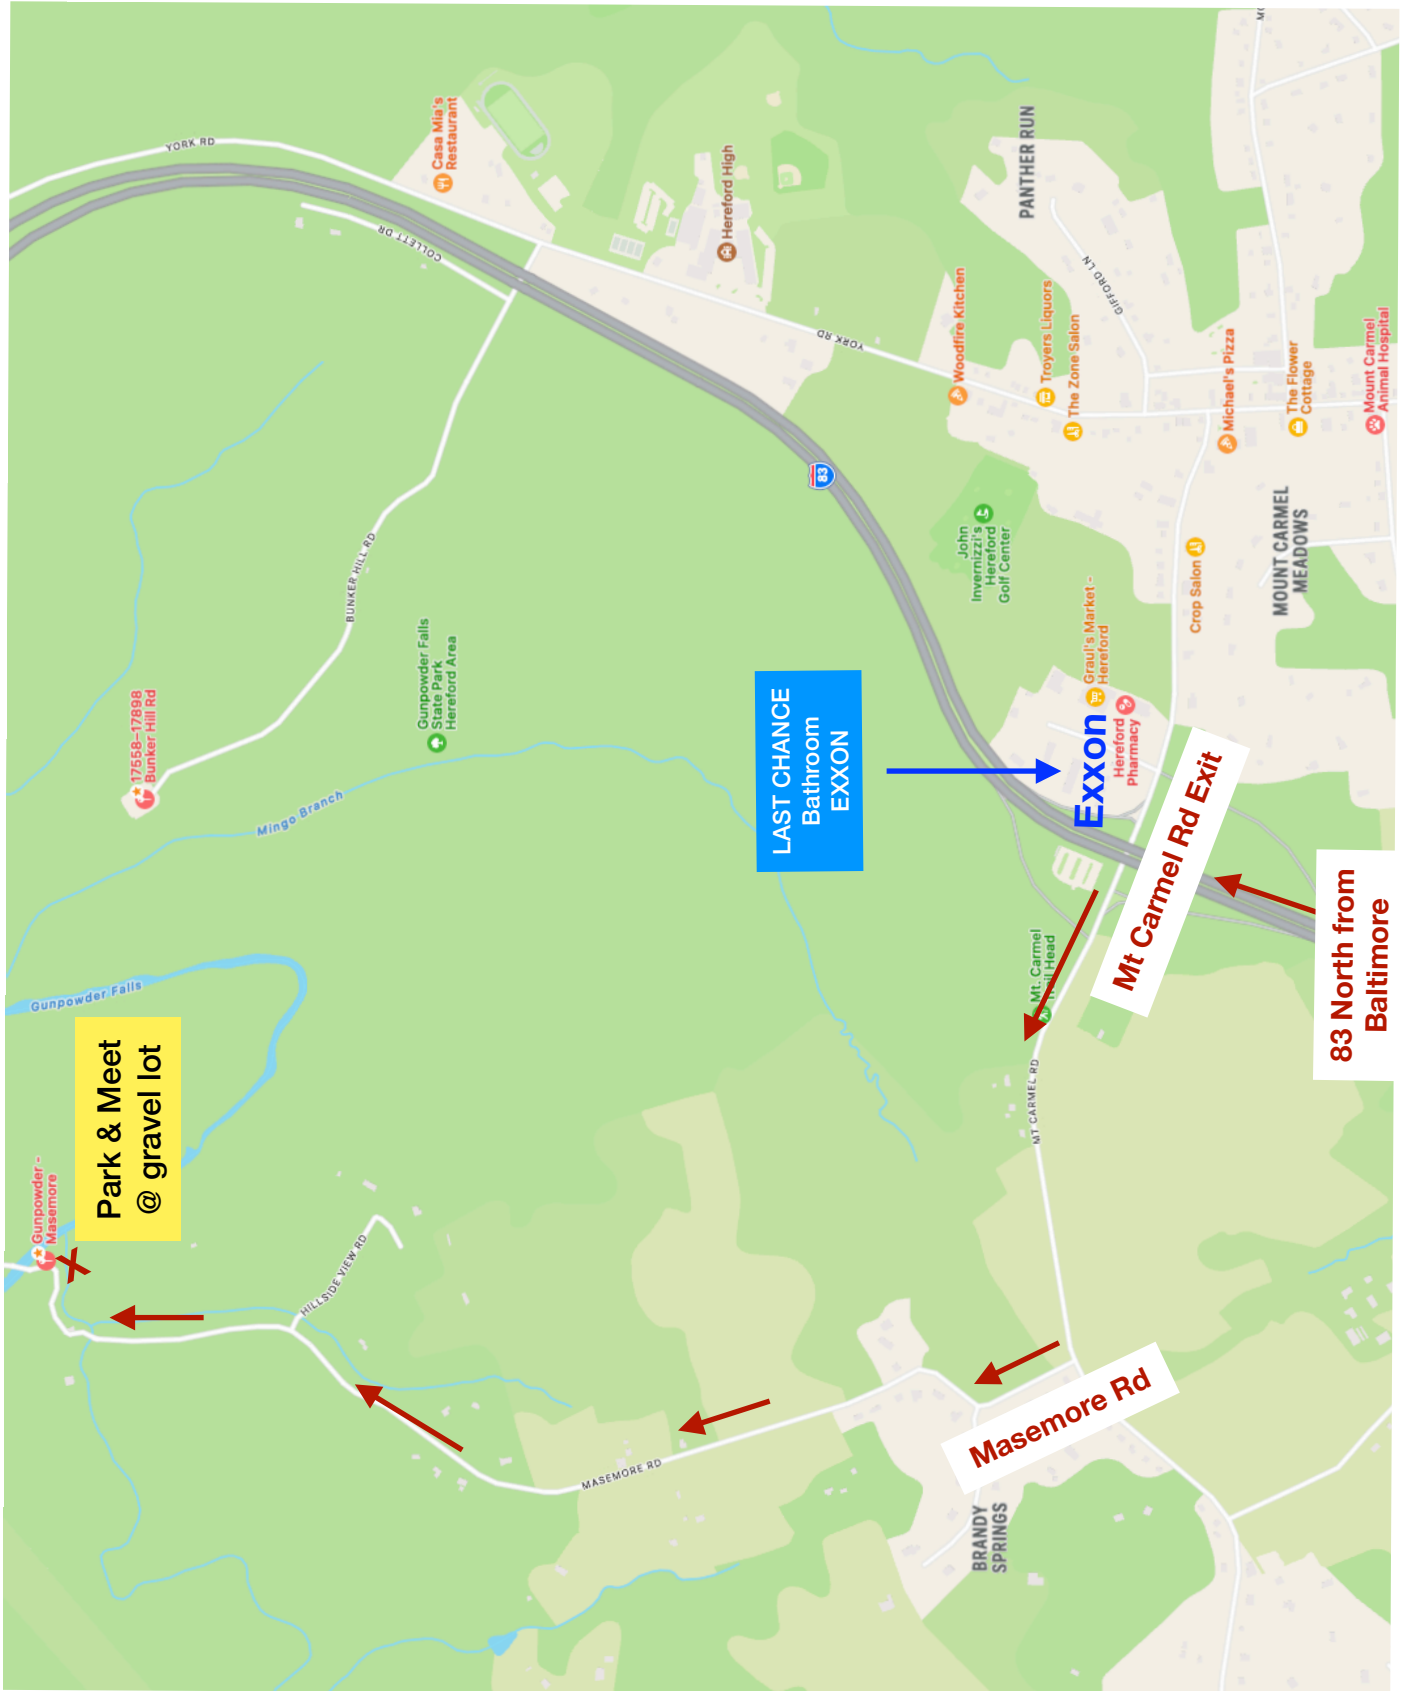 YORK RD
Casa Mia's
Restaurant
COLLETT DR
Hereford High
PANTHER RUN
GIFFORD LN
YORK RD
Woodfire Kitchen
Troyers Liquors
The Zone Salon
Michael's Pizza
The Flower
Cottage
Mount Carmel
Animal Hospital
83
John
Invernizzi's
Hereford
Golf Center
Crop Salon
MOUNT CARMEL
MEADOWS
BUNKER HILL RD
Gunpowder Falls
State Park
Hereford Area
17558–17898
Bunker Hill Rd
Mingo Branch
Graul's Market -
Hereford
Hereford
Pharmacy
Exxon
LAST CHANCE
Bathroom
EXXON
Mt Carmel Rd Exit
83 North from
Baltimore
Mt. Carmel
Trail Head
MT CARMEL RD
Gunpowder Falls
Park & Meet
@ gravel lot
Gunpowder -
Masemore
X
HILLSIDE VIEW RD
MASEMORE RD
Masemore Rd
BRANDY
SPRINGS